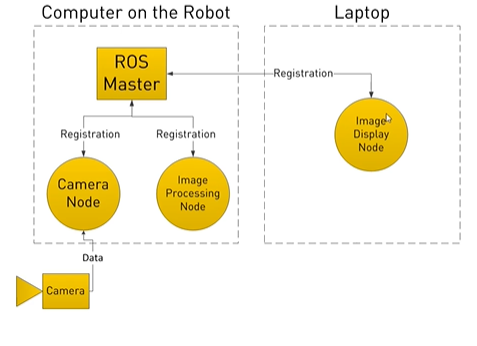 Computer on the Robot
Laptop
ROS
Master
Registration
Registration
Registration
Image
Display
Node
Camera
Node
Image
Processing
Node
Data
Camera